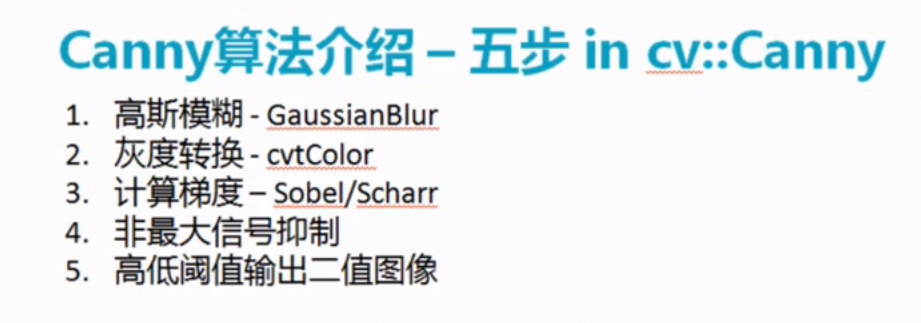 Canny算法介绍 – 五步 in cv::Canny
1. 高斯模糊 - GaussianBlur
2. 灰度转换 - cvtColor
3. 计算梯度 – Sobel/Scharr
4. 非最大信号抑制
5. 高低阈值输出二值图像